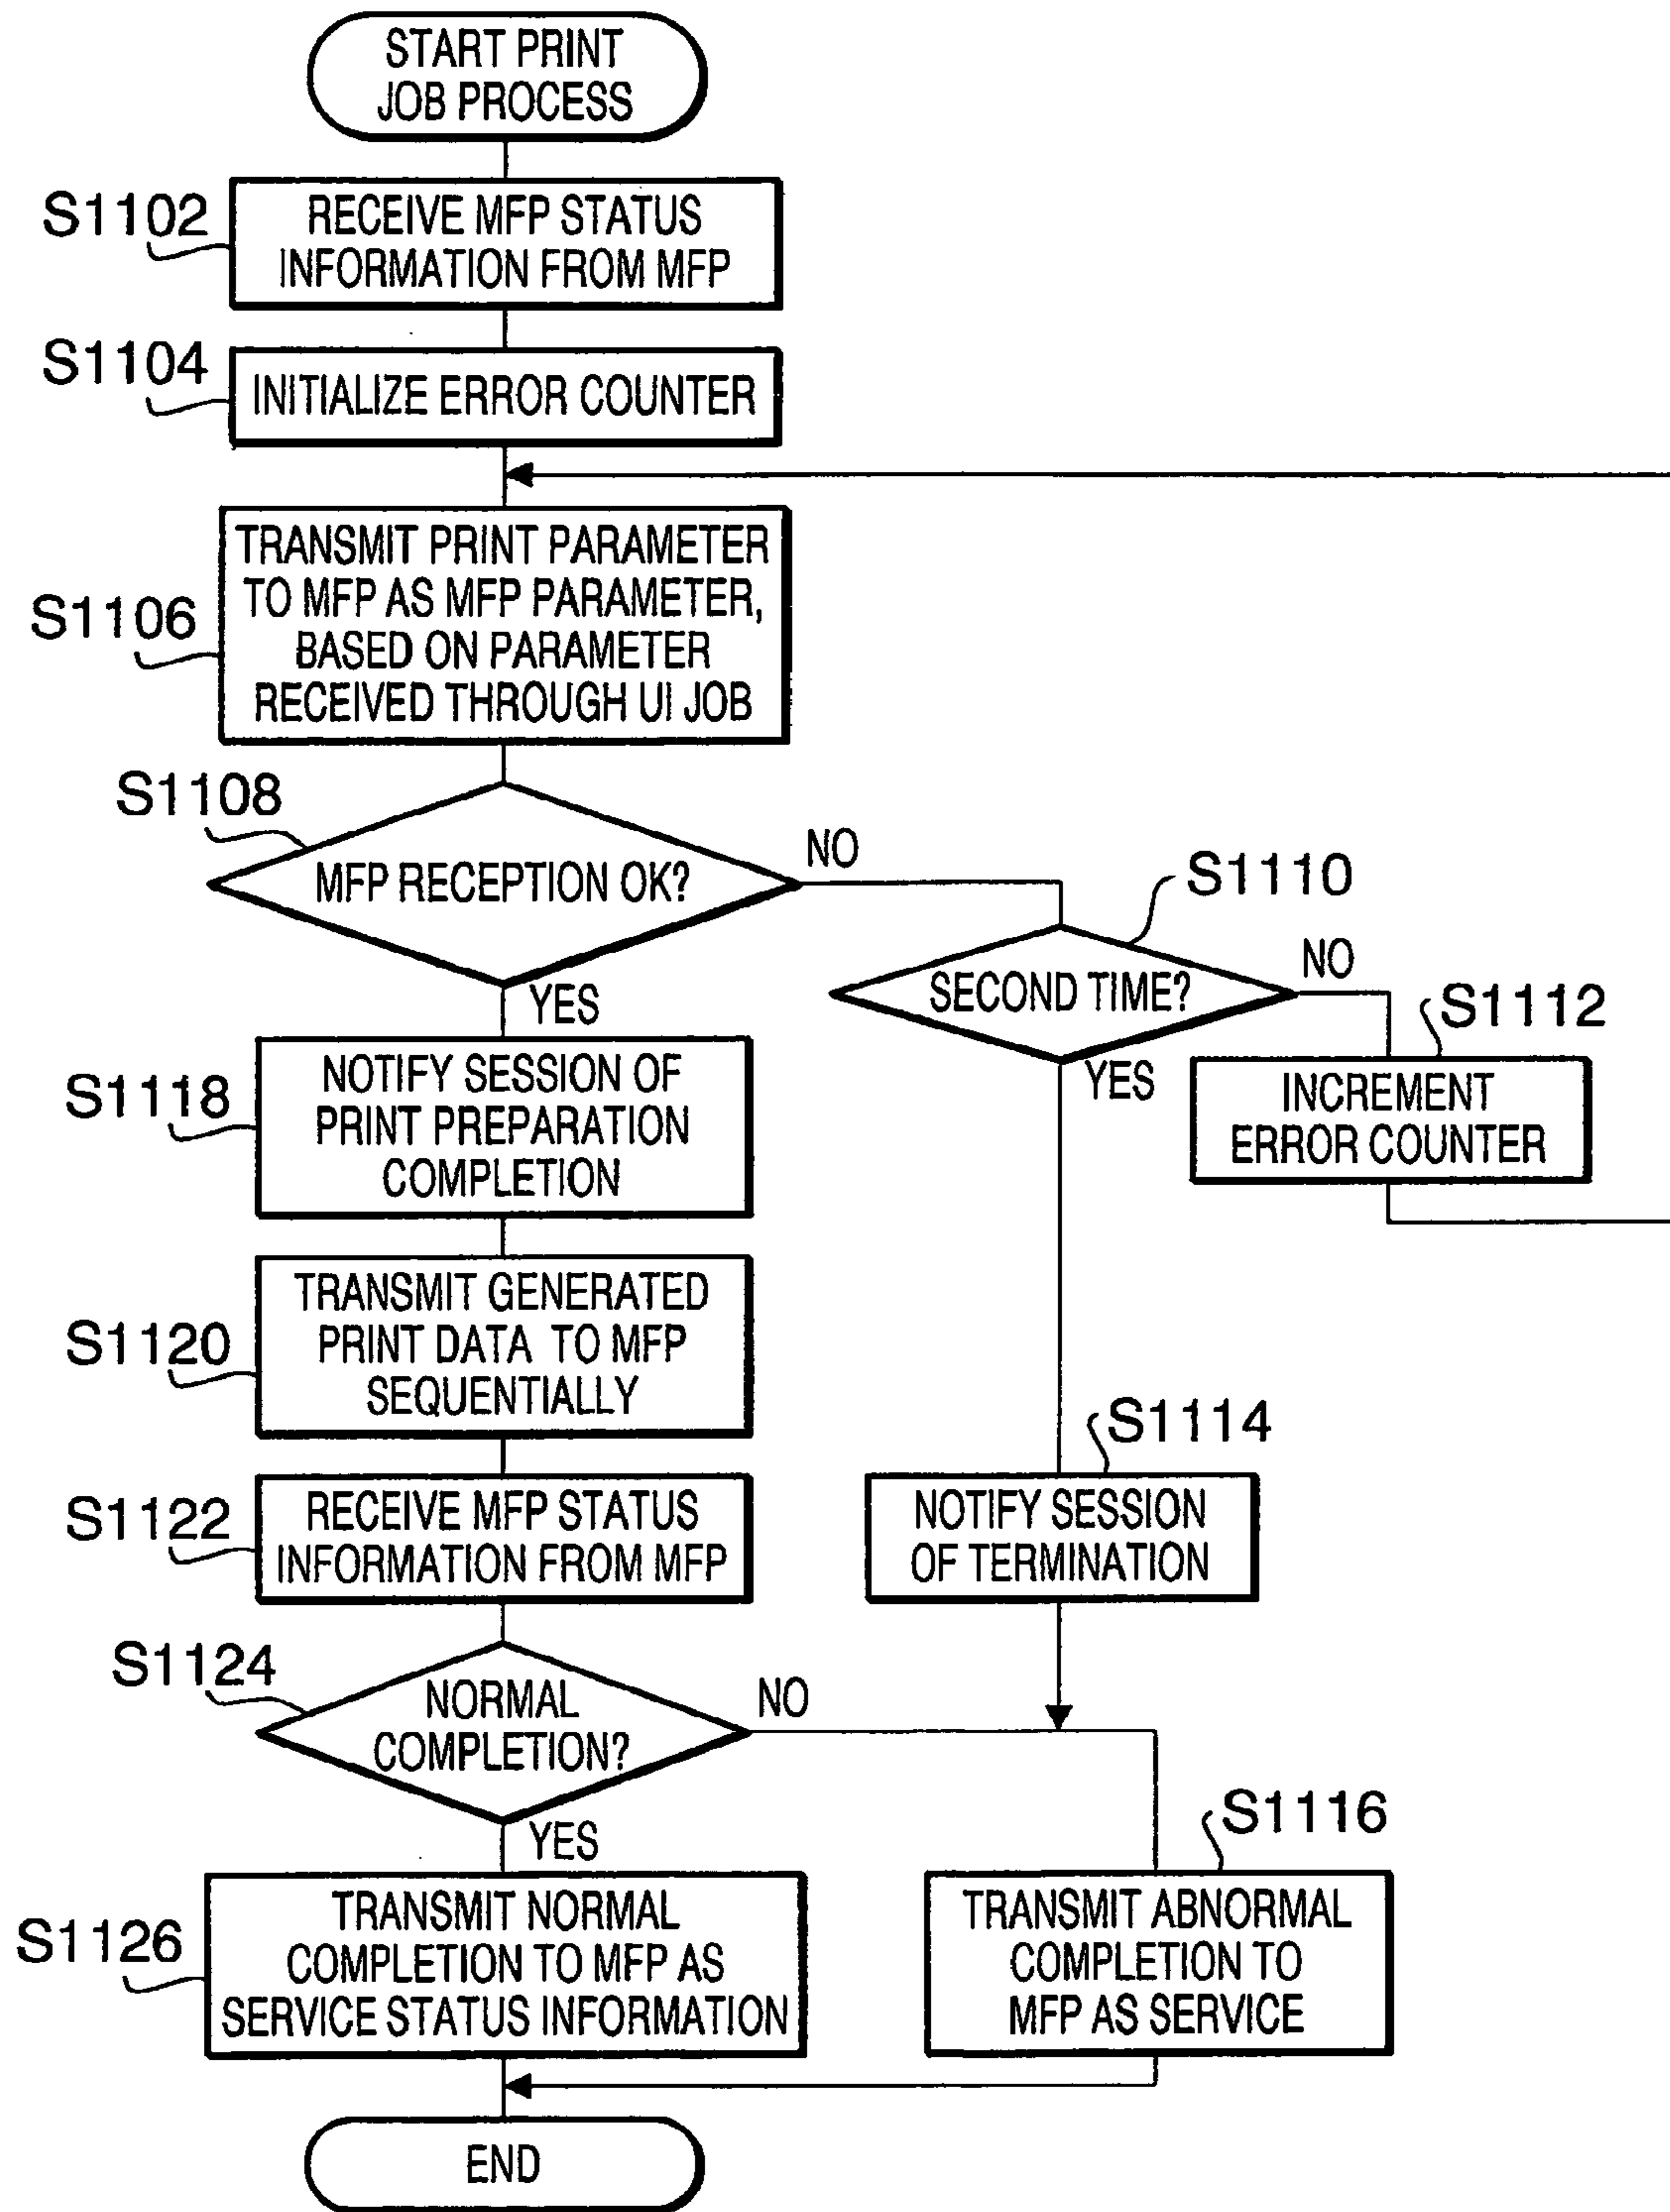 START PRINT
JOB PROCESS
S1102
RECEIVE MFP STATUS
INFORMATION FROM MFP
S1104
INITIALIZE ERROR COUNTER
S1106
TRANSMIT PRINT PARAMETER
TO MFP AS MFP PARAMETER,
BASED ON PARAMETER
RECEIVED THROUGH UI JOB
S1108
MFP RECEPTION OK?
NO
YES
S1110
SECOND TIME?
NO
YES
S1112
INCREMENT
ERROR COUNTER
S1118
NOTIFY SESSION OF
PRINT PREPARATION
COMPLETION
S1120
TRANSMIT GENERATED
PRINT DATA TO MFP
SEQUENTIALLY
S1114
NOTIFY SESSION
OF TERMINATION
S1122
RECEIVE MFP STATUS
INFORMATION FROM MFP
S1124
NORMAL
COMPLETION?
NO
YES
S1116
TRANSMIT ABNORMAL
COMPLETION TO
MFP AS SERVICE
S1126
TRANSMIT NORMAL
COMPLETION TO MFP AS
SERVICE STATUS INFORMATION
END